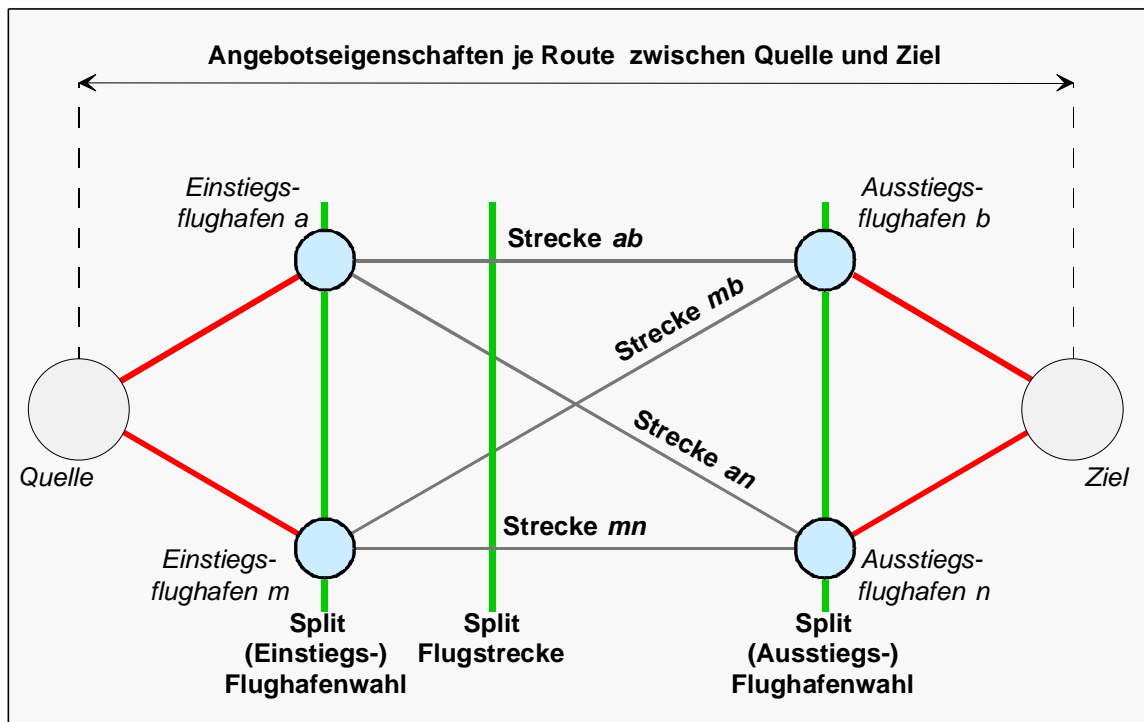 Angebotseigenschaften je Route zwischen Quelle und Ziel
Einstiegs-
flughafen a
Ausstiegs-
flughafen b
Strecke ab
Strecke mb
Strecke an
Quelle
Ziel
Strecke mn
Einstiegs-
flughafen m
Ausstiegs-
flughafen n
Split
(Einstiegs-)
Flughafenwahl
Split
Flugstrecke
Split
(Ausstiegs-)
Flughafenwahl